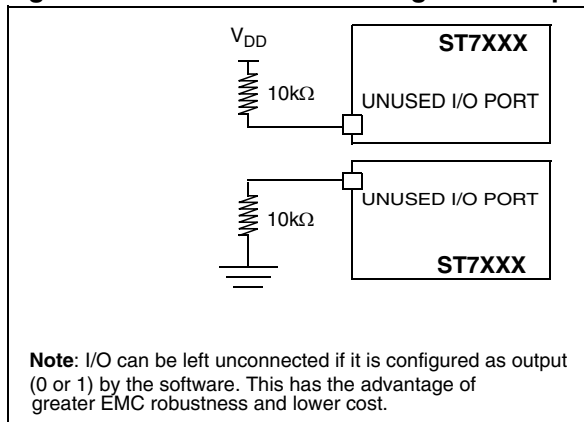 V_DD
ST7XXX
10kΩ
UNUSED I/O PORT
UNUSED I/O PORT
10kΩ
ST7XXX
Note: I/O can be left unconnected if it is configured as output
(0 or 1) by the software. This has the advantage of
greater EMC robustness and lower cost.